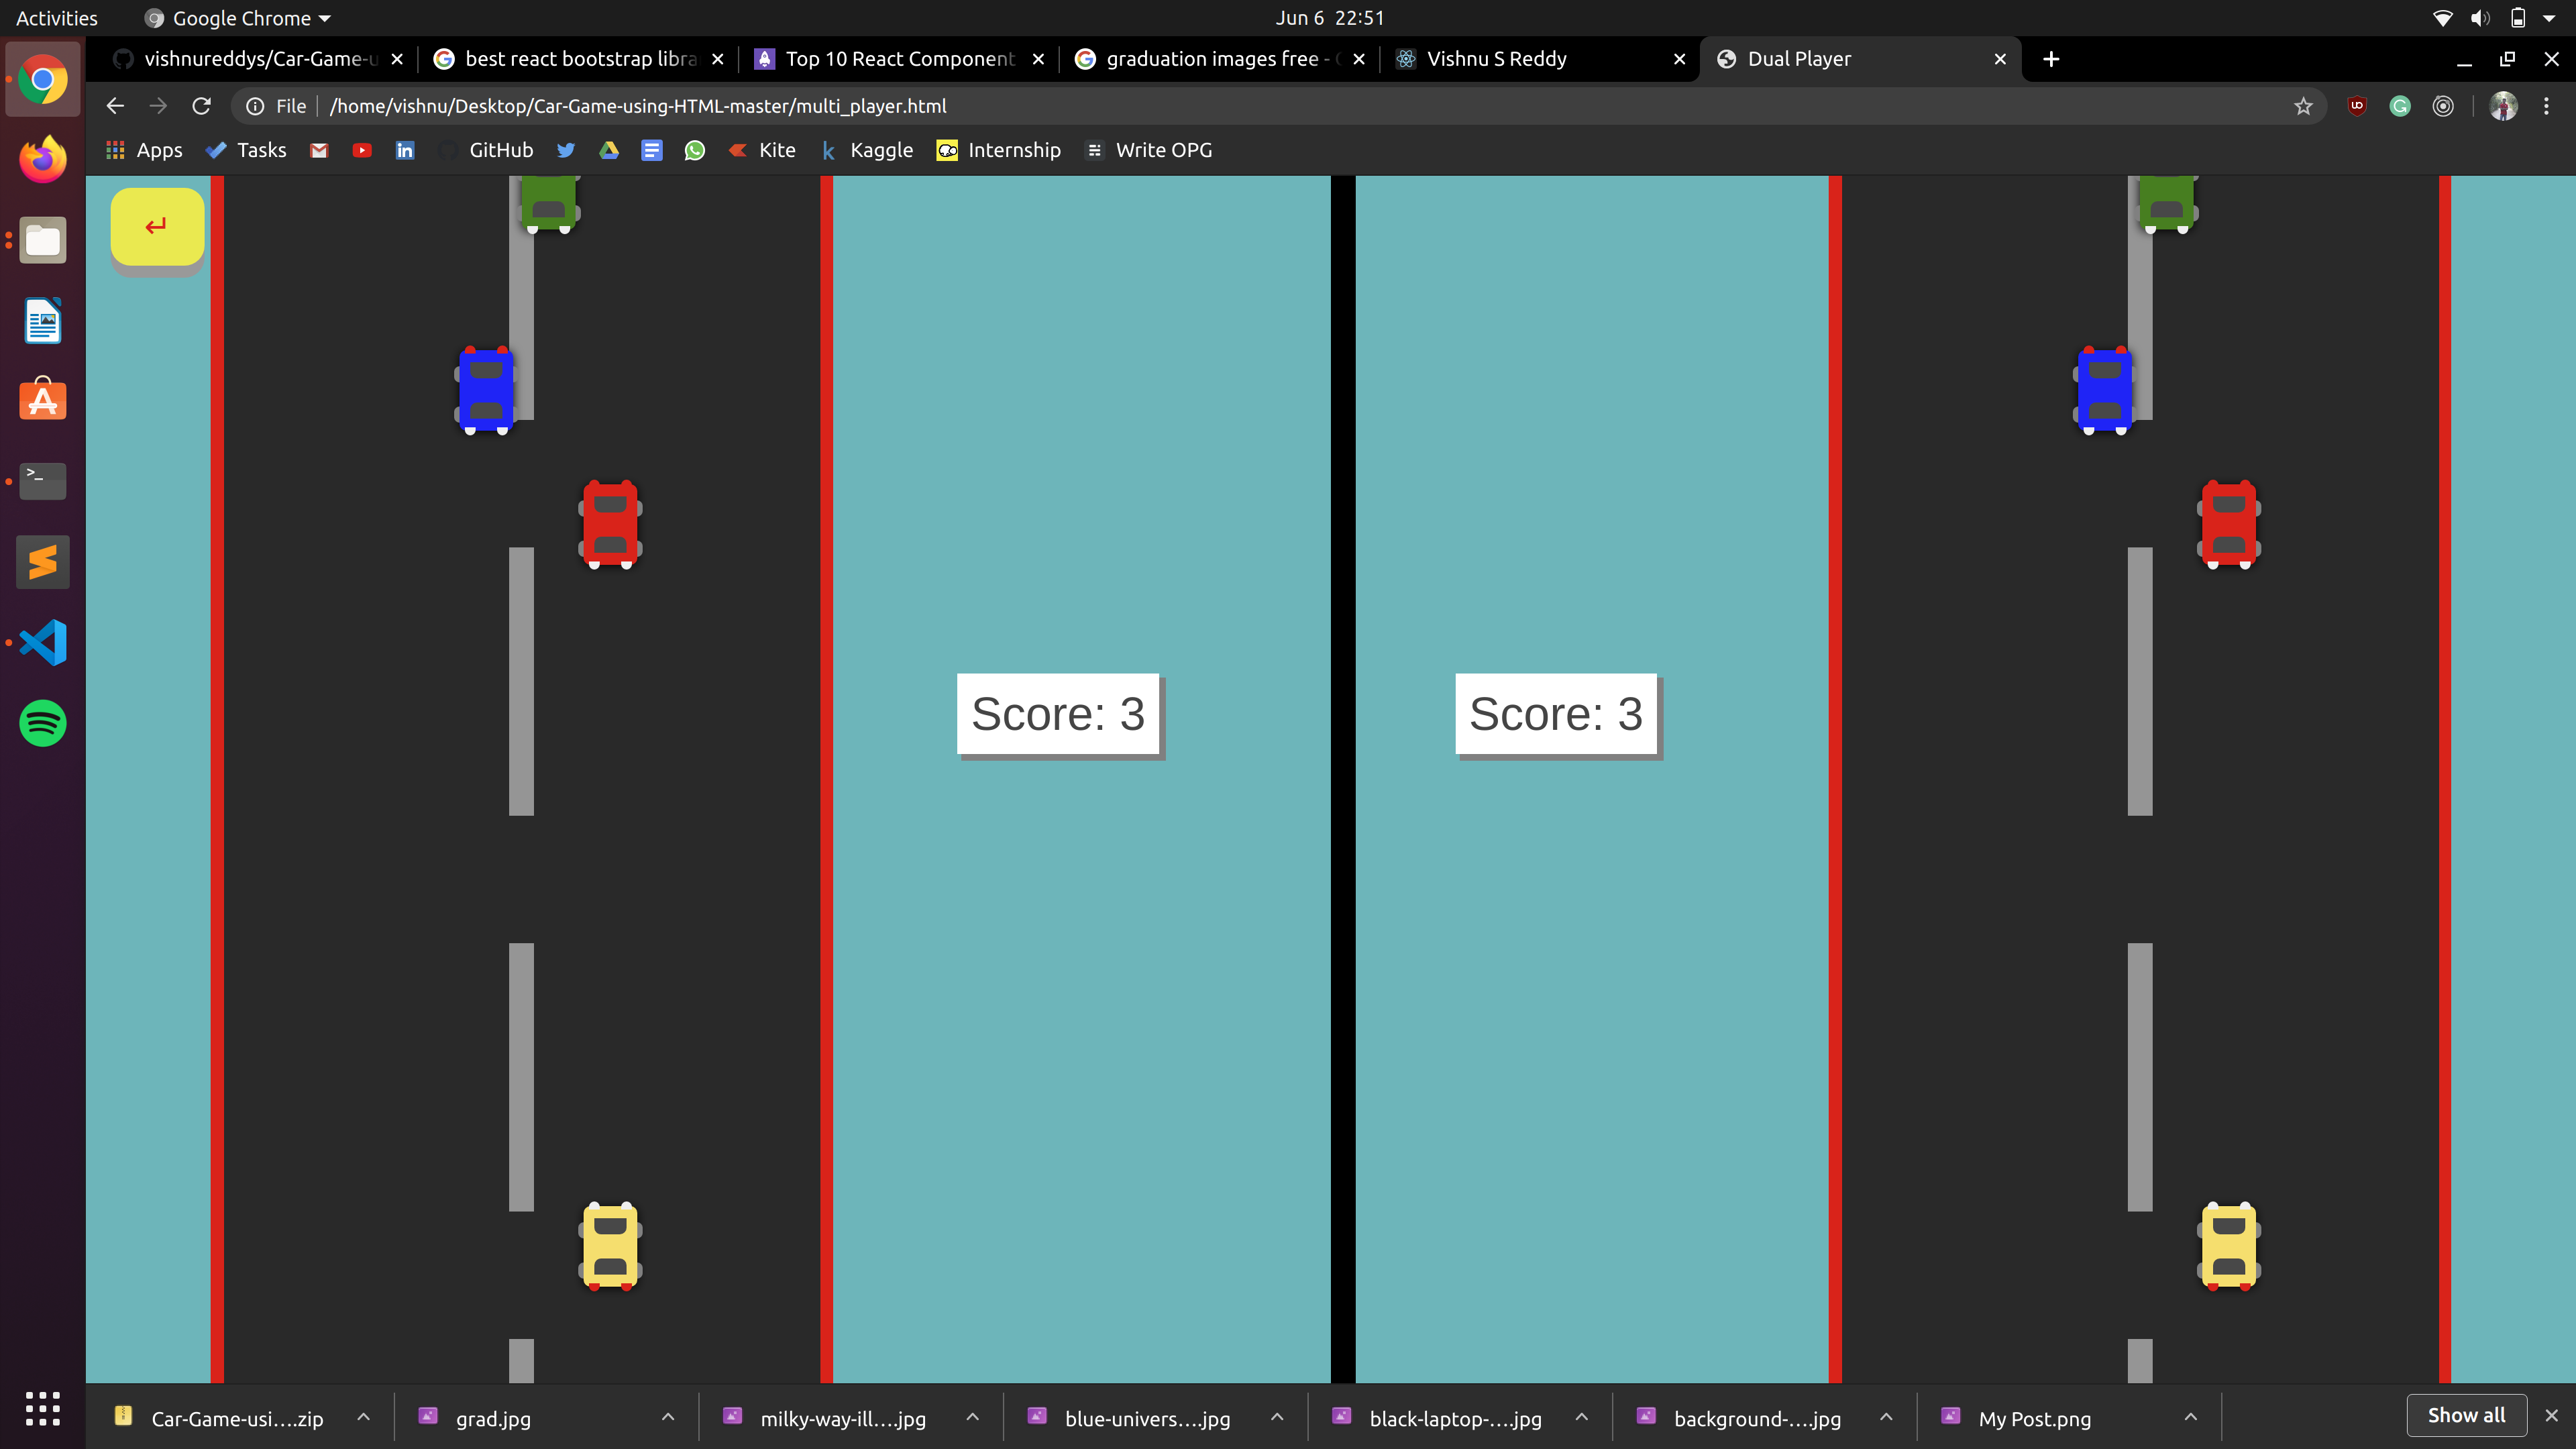 Activities
Google Chrome
Jun 6 22:51
vishnureddys/Car-Game-u
best react bootstrap libra
Top 10 React Component
graduation images free - G
Vishnu S Reddy
Dual Player
File
/home/vishnu/Desktop/Car-Game-using-HTML-master/multi_player.html
Apps
Tasks
GitHub
Kite
Kaggle
Internship
Write OPG
Score: 3
Score: 3
Car-Game-usi….zip
grad.jpg
milky-way-ill….jpg
blue-univers….jpg
black-laptop-….jpg
background-….jpg
My Post.png
Show all